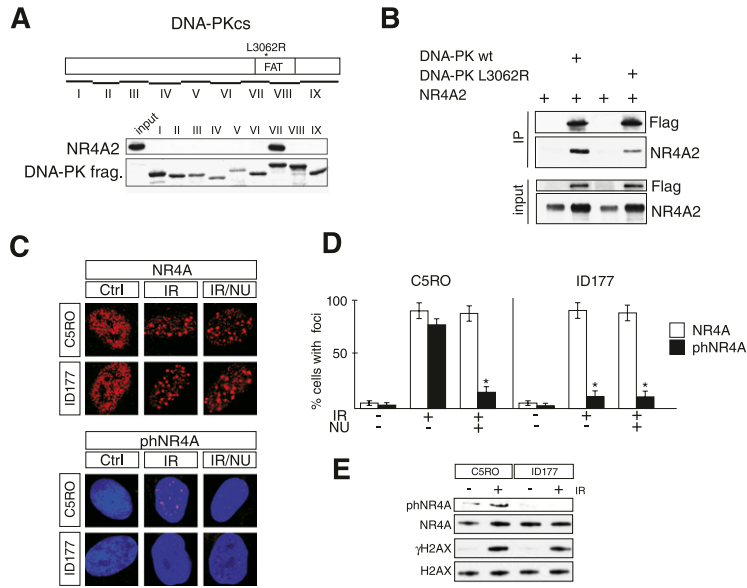 A
DNA-PKcs
L3062R
*
FAT
I II III IV V VI VII VIII IX
input I II III IV V VI VII VIII IX
NR4A2
DNA-PK frag.
B
DNA-PK wt +
DNA-PK L3062R +
NR4A2 + + + +
IP
Flag
NR4A2
input
Flag
NR4A2
C
NR4A
Ctrl IR IR/NU
C5RO
ID177
phNR4A
Ctrl IR IR/NU
C5RO
ID177
D
C5RO ID177
% cells with foci
100
50
* * *
NR4A
phNR4A
IR - + + - + +
NU - - + - - +
E
C5RO ID177
- + - + IR
phNR4A
NR4A
γH2AX
H2AX